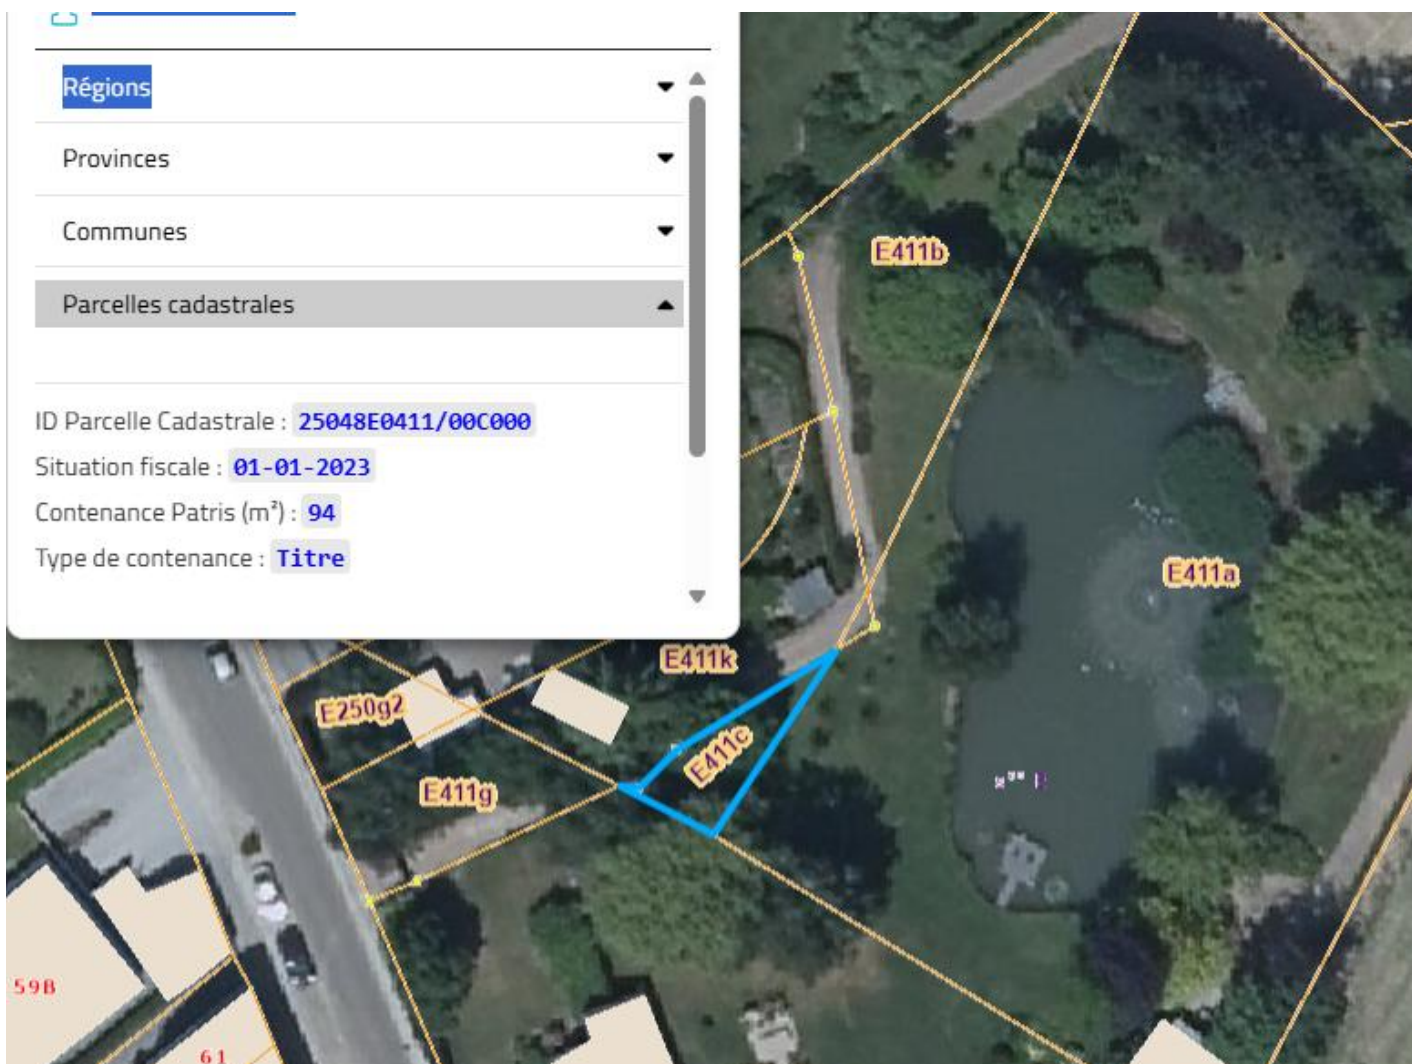 Régions
Provinces
Communes
Parcelles cadastrales
ID Parcelle Cadastrale : 25048E0411/00C000
Situation fiscale : 01-01-2023
Contenance Patris (m²) : 94
Type de contenance : Titre
E411b
E411a
E411k
E250g2
E411c
E411g
59B
61